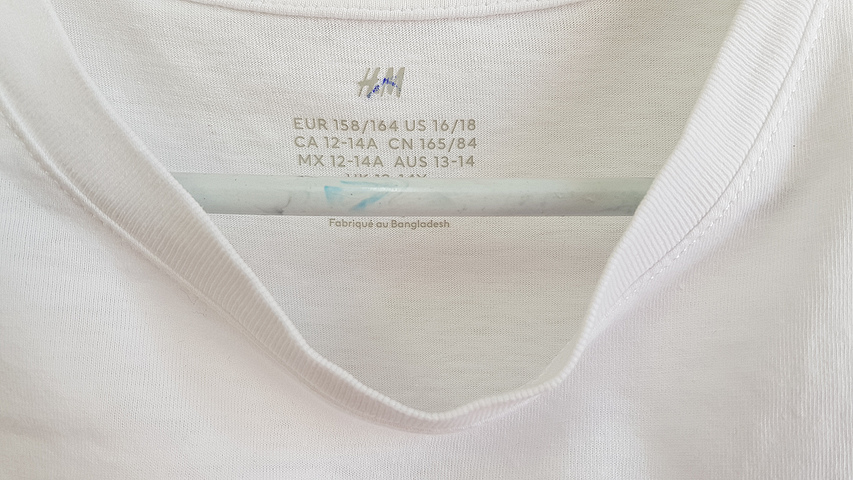 H&M
EUR 158/164 US 16/18
CA 12-14A CN 165/84
MX 12-14A AUS 13-14
Fabriqué au Bangladesh